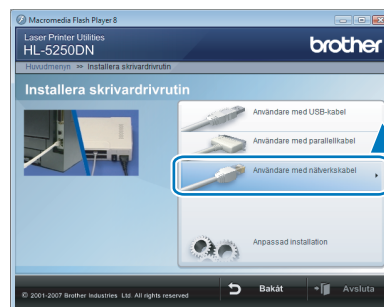 Macromedia Flash Player 8
Laser Printer Utilities
HL-5250DN
brother
Huvudmenyn >> Installera skrivardrivrutin
Installera skrivardrivrutin
Användare med USB-kabel
Användare med parallellkabel
Användare med nätverkskabel
Anpassad installation
© 2001-2007 Brother Industries Ltd. All rights reserved
Bakåt
Avsluta